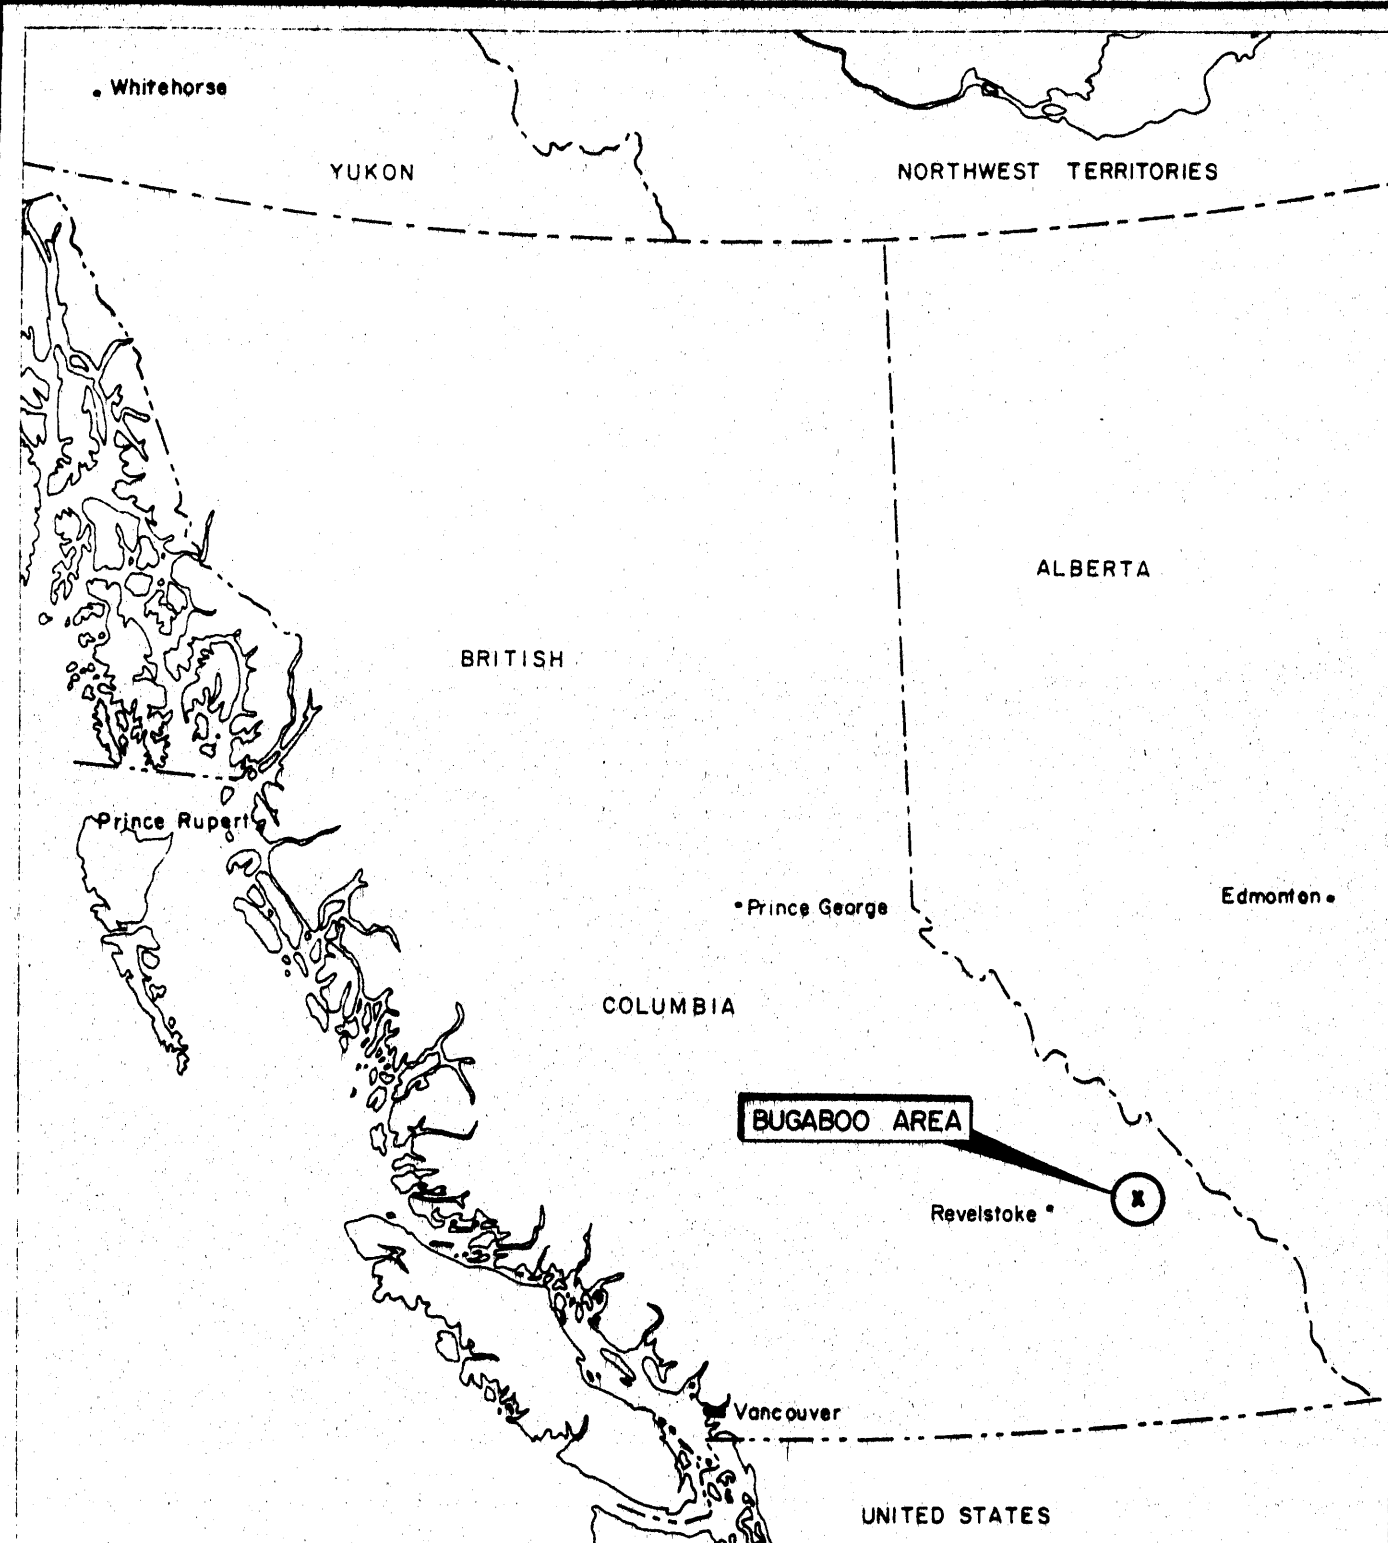 Whitehorse
YUKON
NORTHWEST TERRITORIES
ALBERTA
BRITISH
Prince Rupert
Prince George
Edmonton
COLUMBIA
BUGABOO AREA
X
Revelstoke
Vancouver
UNITED STATES